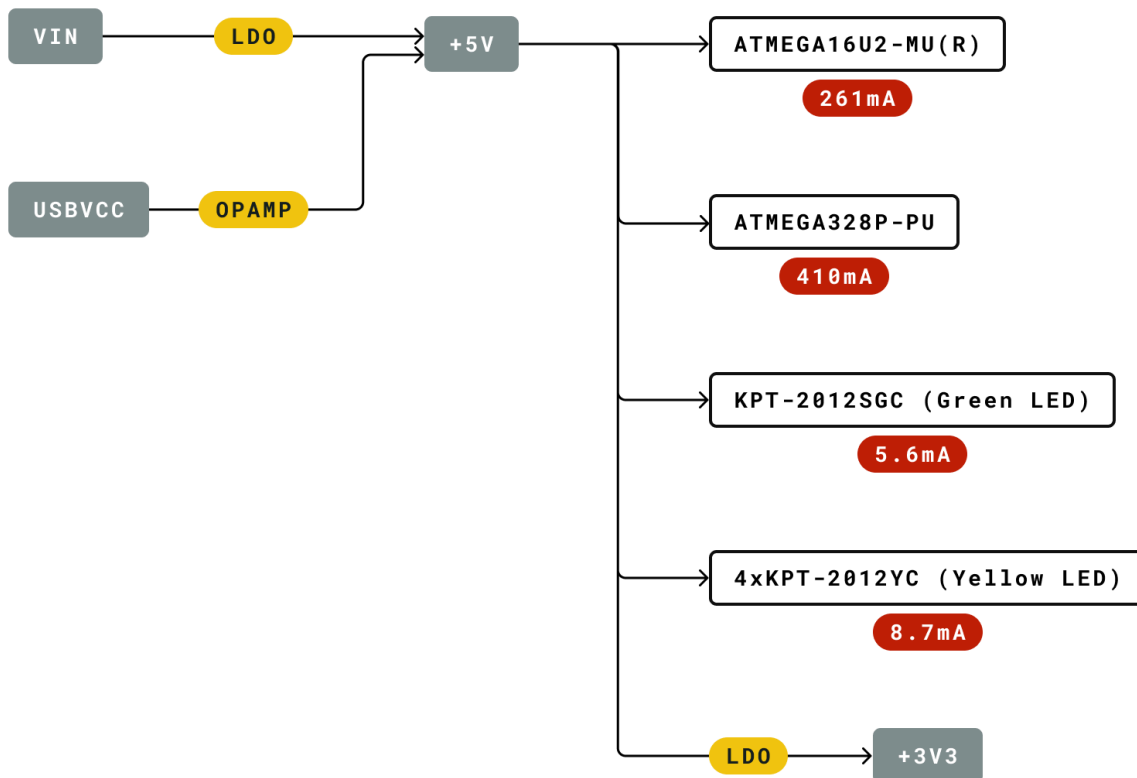 VIN
LDO
+5V
ATMEGA16U2-MU(R)
261mA
USBVCC
OPAMP
ATMEGA328P-PU
410mA
KPT-2012SGC (Green LED)
5.6mA
4xKPT-2012YC (Yellow LED)
8.7mA
LDO
+3V3